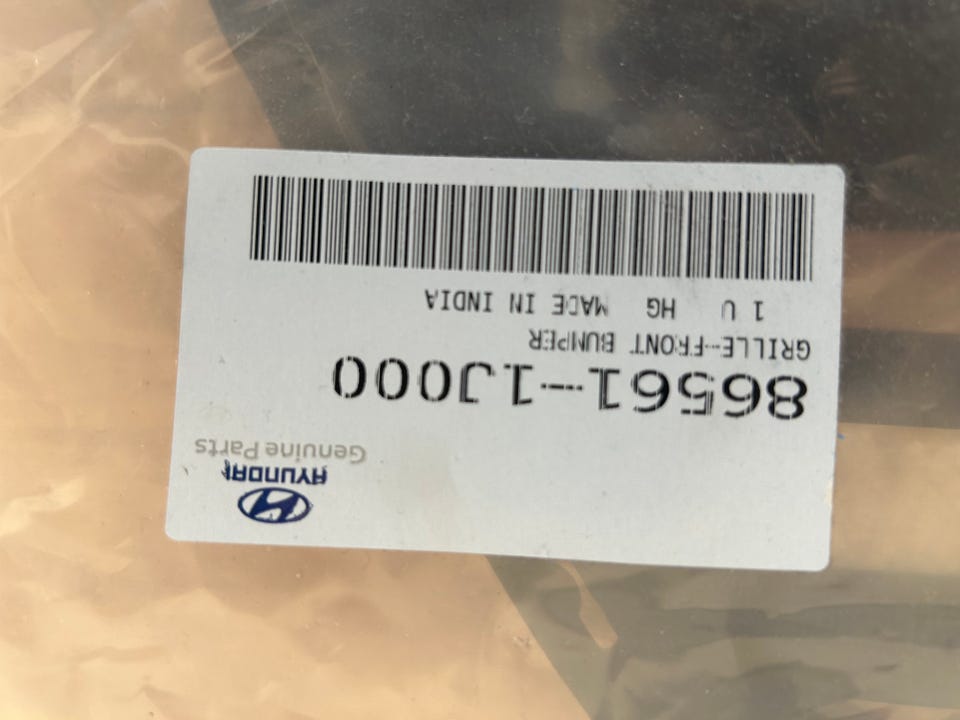 HYUNDAI
Genuine Parts
86561-1J000
GRILLE-FRONT BUMPER
1 U HG MADE IN INDIA